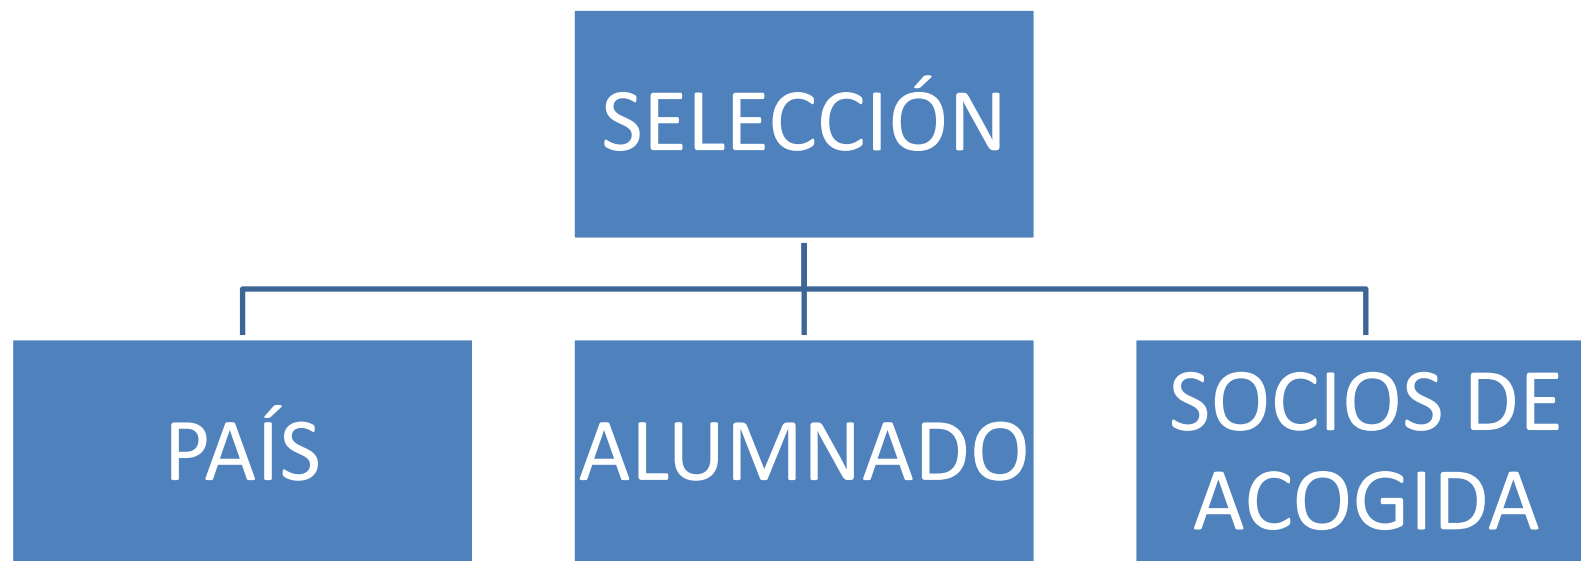 SELECCIÓN
PAÍS
ALUMNADO
SOCIOS DE
ACOGIDA